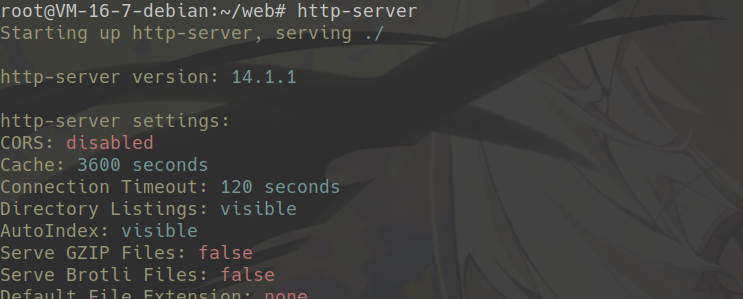 root@VM-16-7-debian:~/web# http-server
Starting up http-server, serving ./
http-server version: 14.1.1
http-server settings:
CORS: disabled
Cache: 3600 seconds
Connection Timeout: 120 seconds
Directory Listings: visible
AutoIndex: visible
Serve GZIP Files: false
Serve Brotli Files: false
Default File Extension: none